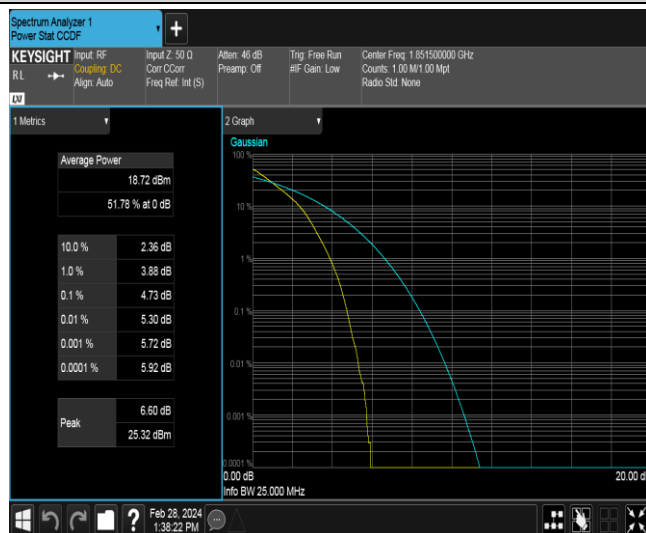 Spectrum Analyzer 1
Power Stat CCDF
+
KEYSIGHT
RL
LXI
Input: RF
Coupling: DC
Align: Auto
Input Z: 50 Ω
Corr CCorr
Freq Ref: Int (S)
Atten: 46 dB
Preamp: Off
Trig: Free Run
#IF Gain: Low
Center Freq: 1.851500000 GHz
Counts: 1.00 M/1.00 Mpt
Radio Std: None
1 Metrics
Average Power
18.72 dBm
51.78 % at 0 dB
10.0 % 2.36 dB
1.0 % 3.88 dB
0.1 % 4.73 dB
0.01 % 5.30 dB
0.001 % 5.72 dB
0.0001 % 5.92 dB
Peak
6.60 dB
25.32 dBm
2 Graph
Gaussian
100 %
10 %
1 %
0.1 %
0.01 %
0.001 %
0.0001 %
0.00 dB
20.00 d
Info BW 25.000 MHz
?
Feb 28, 2024
1:38:22 PM